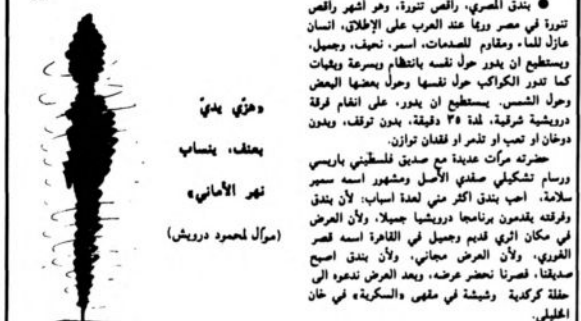 ● بندق المصري، راقص تنورة، وهو أشهر راقص
تنورة في مصر وربما عند العرب على الإطلاق، انسان
عازل للماء ومقاوم للصدمات، اسمر، نحيف، وجميل،
ويستطيع ان يدور حول نفسه بانتظام وبسرعة وبثبات
كما تدور الكواكب حول نفسها وحول بعضها البعض
وحول الشمس. يستطيع ان يدور، على انغام فرقة
درويشية شرقية، لمدة ٣٥ دقيقة، بدون توقف، وبدون
دوخان او تعب او تذمر او فقدان توازن.
حضرته مرآت عديدة مع صديق فلسطيني باريسي
ورسام تشكيلي صفدي الأصل ومشهور اسمه سمير
سلامة، احب بندق اكثر مني لعدة اسباب: لأن بندق
وفرقته يقدمون برنامجا درويشيا جميلا، ولأن العرض
في مكان اثري قديم وجميل في القاهرة اسمه قصر
الغوري، ولأن العرض مجاني، ولأن بندق اصبح
صديقنا، فصرنا نحضر عرضه، وبعد العرض ندعوه الى
حفلة كركدية وشيشة في مقهى «السكرية» في خان
الخليلي.
«هزّي يديّ
بعنف، ينساب
نهر الأماني»
(موّال لمحمود درويش)